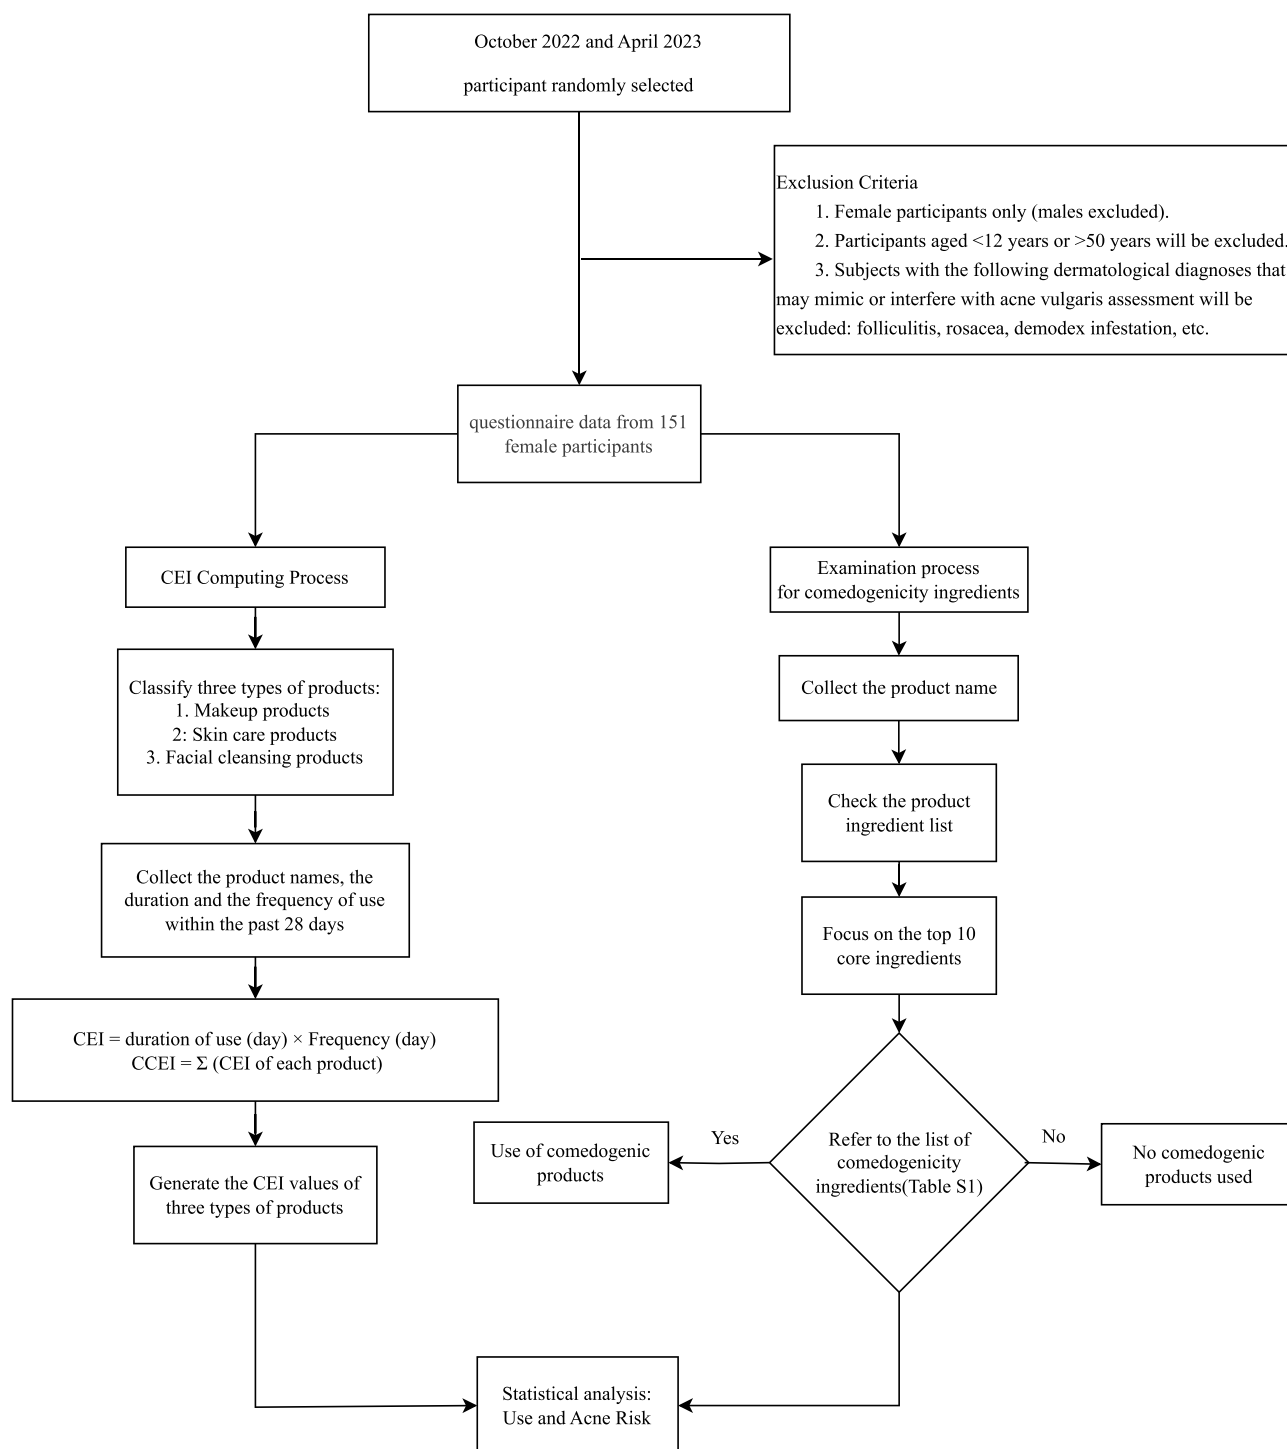 October 2022 and April 2023
participant randomly selected
Exclusion Criteria
1. Female participants only (males excluded).
2. Participants aged <12 years or >50 years will be excluded.
3. Subjects with the following dermatological diagnoses that
may mimic or interfere with acne vulgaris assessment will be
excluded: folliculitis, rosacea, demodex infestation, etc.
questionnaire data from 151
female participants
CEI Computing Process
Classify three types of products:
1. Makeup products
2: Skin care products
3. Facial cleansing products
Collect the product names, the
duration and the frequency of use
within the past 28 days
CEI = duration of use (day) × Frequency (day)
CCEI = Σ (CEI of each product)
Generate the CEI values of
three types of products
Examination process
for comedogenicity ingredients
Collect the product name
Check the product
ingredient list
Focus on the top 10
core ingredients
Refer to the list of
comedogenicity
ingredients(Table S1)
Yes
Use of comedogenic
products
No
No comedogenic
products used
Statistical analysis:
Use and Acne Risk